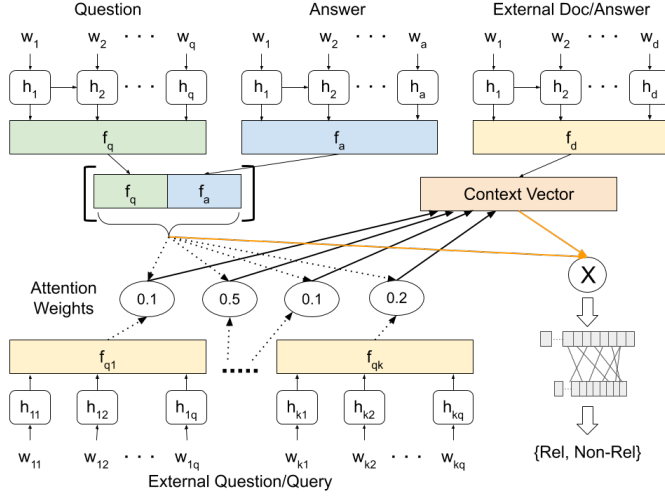 Question Answer External Doc/Answer
w1 w2 · · · wq w1 w2 · · · wa w1 w2 · · · wd
h1 h2 · · · hq h1 h2 · · · ha h1 h2 · · · hd
fq fa fd
fq fa Context Vector
Attention Weights 0.1 0.5 0.1 0.2 X
fq1 ..... fqk
h11 h12 h1q hk1 hk2 hkq
w11 w12 · · · w1q wk1 wk2 · · · wkq
{Rel, Non-Rel}
External Question/Query